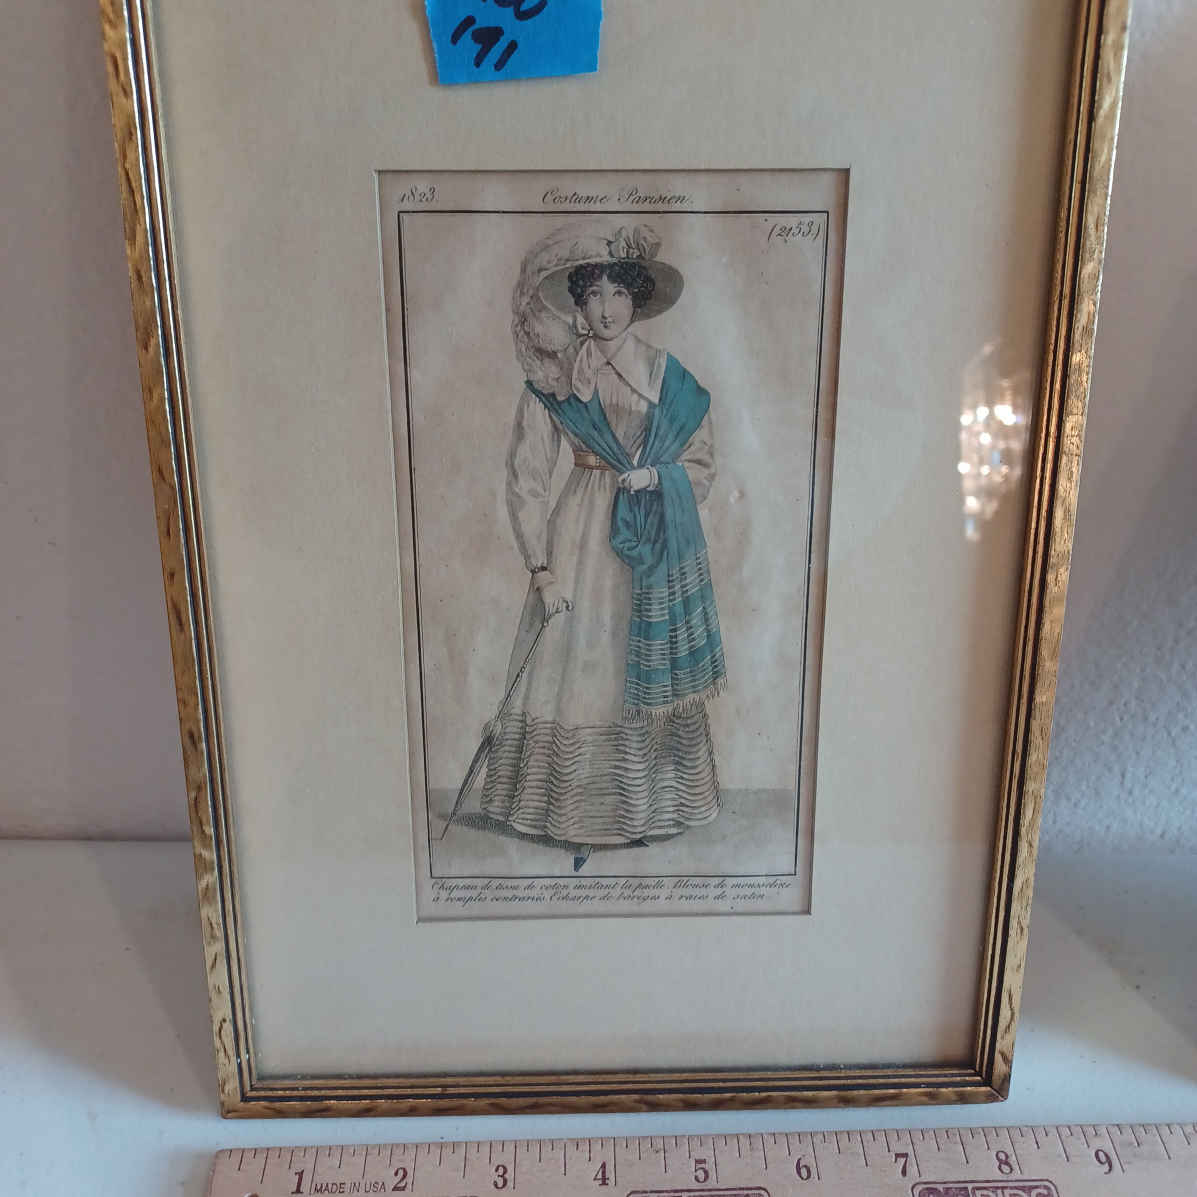 191
1823. Costume Parisien.
(2153.)
Chapeau de tissu de coton imitant la paille. Blouse de mousseline
à remplis contrariés. Echarpe de barèges à raies de satin.
1 MADE IN USA 2 3 4 5 6 7 8 9